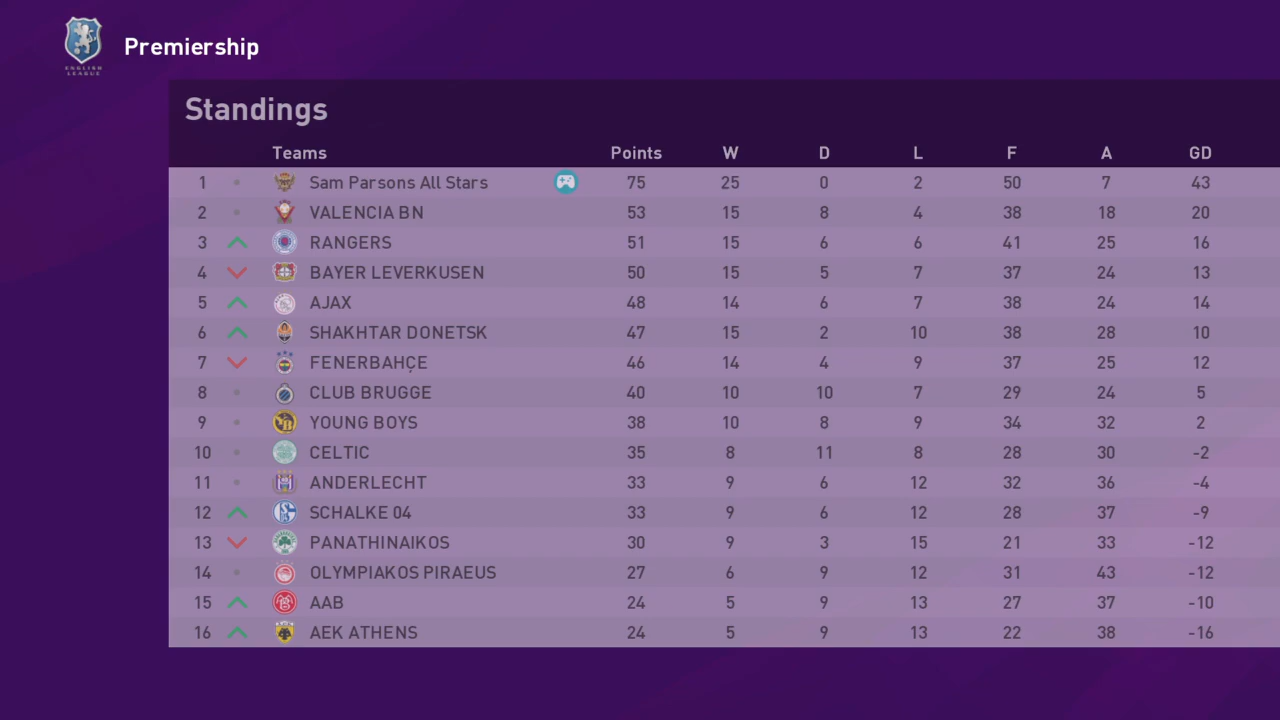 Premiership
ENGLISH
LEAGUE
Standings
Teams Points W D L F A GD
1 Sam Parsons All Stars 75 25 0 2 50 7 43
2 VALENCIA BN 53 15 8 4 38 18 20
3 RANGERS 51 15 6 6 41 25 16
4 BAYER LEVERKUSEN 50 15 5 7 37 24 13
5 AJAX 48 14 6 7 38 24 14
6 SHAKHTAR DONETSK 47 15 2 10 38 28 10
7 FENERBAHÇE 46 14 4 9 37 25 12
8 CLUB BRUGGE 40 10 10 7 29 24 5
9 YOUNG BOYS 38 10 8 9 34 32 2
10 CELTIC 35 8 11 8 28 30 -2
11 ANDERLECHT 33 9 6 12 32 36 -4
12 SCHALKE 04 33 9 6 12 28 37 -9
13 PANATHINAIKOS 30 9 3 15 21 33 -12
14 OLYMPIAKOS PIRAEUS 27 6 9 12 31 43 -12
15 AAB 24 5 9 13 27 37 -10
16 AEK ATHENS 24 5 9 13 22 38 -16